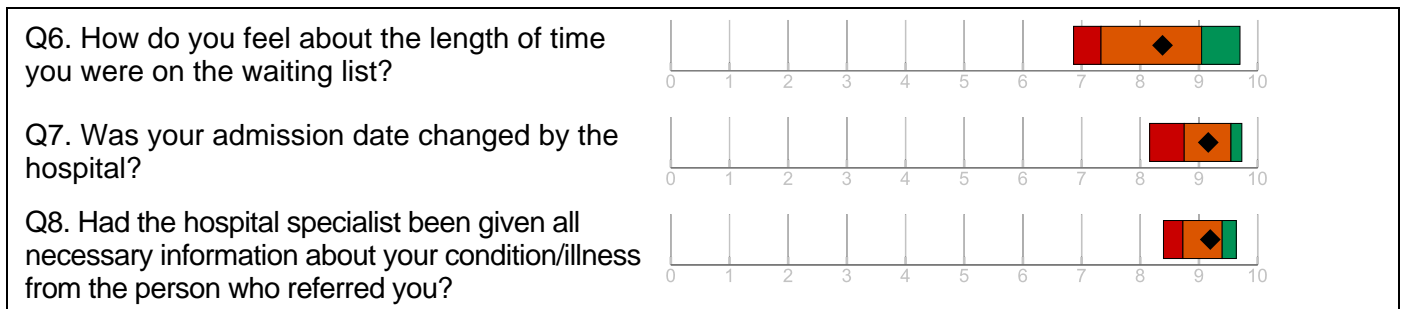 Q6. How do you feel about the length of time
you were on the waiting list?
0 1 2 3 4 5 6 7 8 9 10
Q7. Was your admission date changed by the
hospital?
0 1 2 3 4 5 6 7 8 9 10
Q8. Had the hospital specialist been given all
necessary information about your condition/illness
from the person who referred you?
0 1 2 3 4 5 6 7 8 9 10